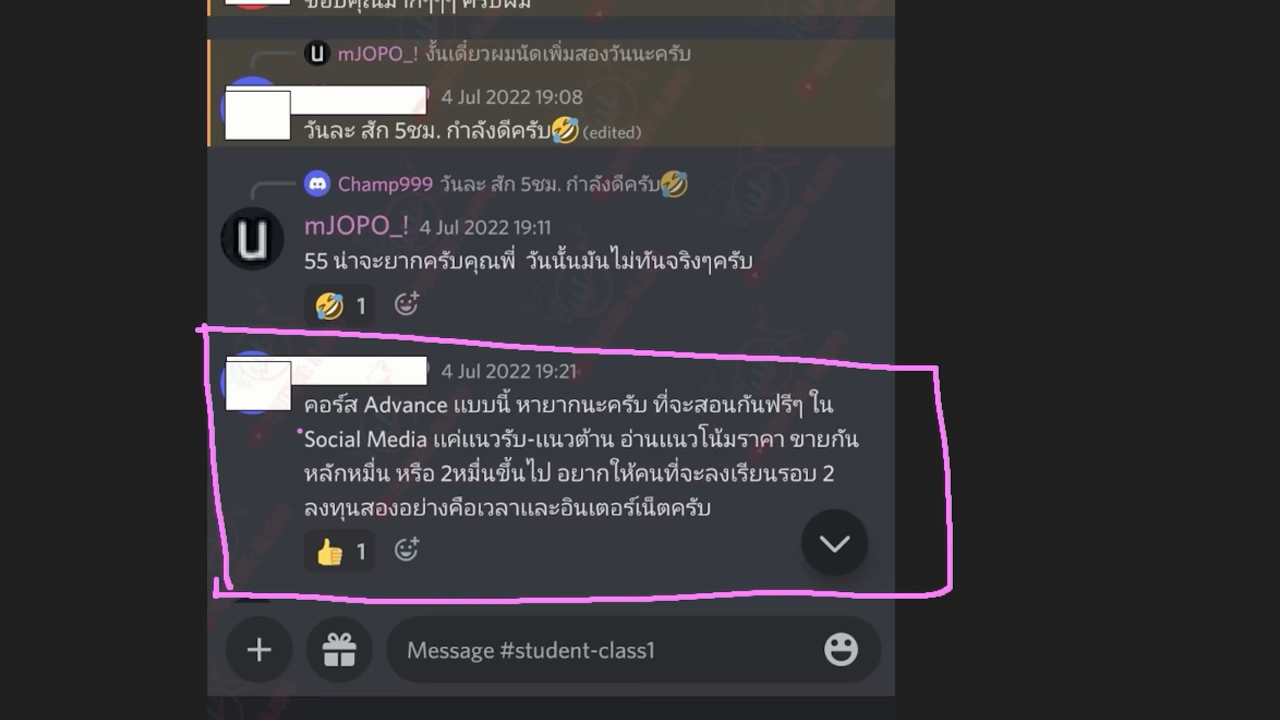 ขอบคุณมากๆๆๆ ครับผม
mJOPO_! งั้นเดี๋ยวผมนัดเพิ่มสองวันนะครับ
4 Jul 2022 19:08
วันละ สัก 5ชม. กำลังดีครับ🤣 (edited)
Champ999 วันละ สัก 5ชม. กำลังดีครับ🤣
mJOPO_! 4 Jul 2022 19:11
55 น่าจะยากครับคุณพี่ วันนั้นมันไม่ทันจริงๆครับ
🤣 1
4 Jul 2022 19:21
คอร์ส Advance แบบนี้ หายากนะครับ ที่จะสอนกันฟรีๆ ใน
Social Media แค่แนวรับ-แนวต้าน อ่านแนวโน้มราคา ขายกัน
หลักหมื่น หรือ 2หมื่นขึ้นไป อยากให้คนที่จะลงเรียนรอบ 2
ลงทุนสองอย่างคือเวลาและอินเตอร์เน็ตครับ
👍 1
Message #student-class1